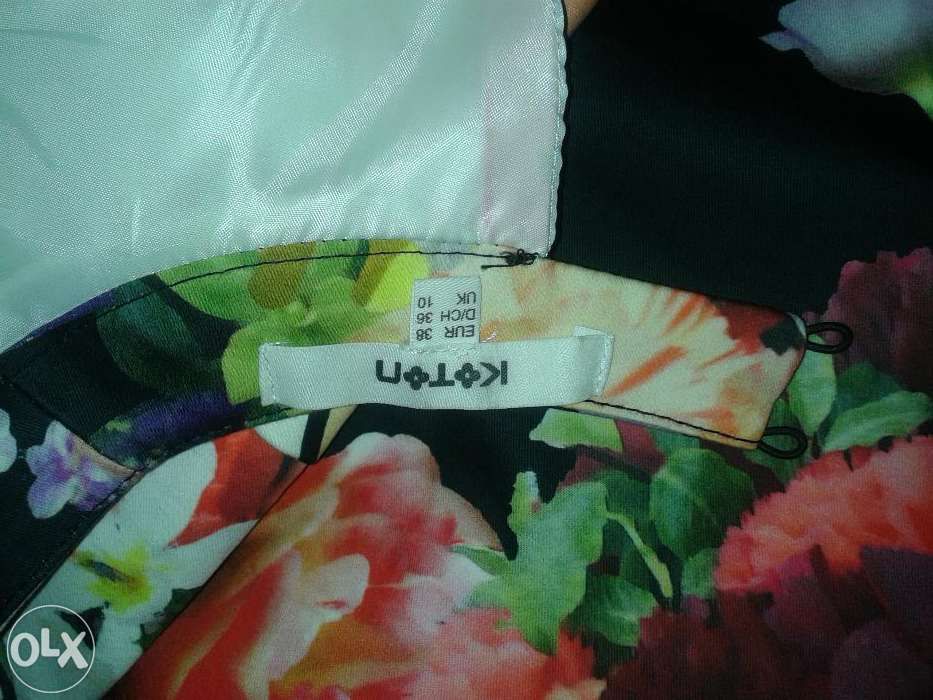 KOTON
EUR 38
D/CH 36
UK 10
OLX